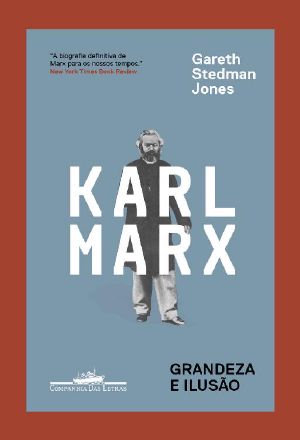 "A biografia definitiva de
Marx para os nossos tempos."
New York Times Book Review
Gareth
Stedman
Jones
KARL
MARX
GRANDEZA
E ILUSÃO
COMPANHIA DAS LETRAS